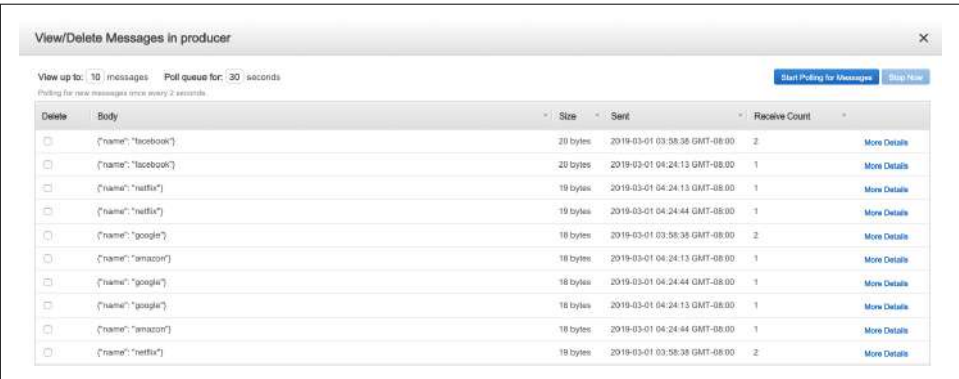 View/Delete Messages in producer ×
View up to: 10 messages Poll queue for: 30 seconds Start Polling for Messages Stop Now
Polling for new messages once every 2 seconds.
Delete Body Size Sent Receive Count
{"name": "facebook"} 20 bytes 2019-03-01 03:58:38 GMT-08:00 2 More Details
{"name": "facebook"} 20 bytes 2019-03-01 04:24:13 GMT-08:00 1 More Details
{"name": "netflix"} 19 bytes 2019-03-01 04:24:13 GMT-08:00 1 More Details
{"name": "netflix"} 19 bytes 2019-03-01 04:24:44 GMT-08:00 1 More Details
{"name": "google"} 18 bytes 2019-03-01 03:58:38 GMT-08:00 2 More Details
{"name": "amazon"} 18 bytes 2019-03-01 04:24:13 GMT-08:00 1 More Details
{"name": "google"} 18 bytes 2019-03-01 04:24:44 GMT-08:00 1 More Details
{"name": "google"} 18 bytes 2019-03-01 04:24:13 GMT-08:00 1 More Details
{"name": "amazon"} 18 bytes 2019-03-01 04:24:44 GMT-08:00 1 More Details
{"name": "netflix"} 19 bytes 2019-03-01 03:58:38 GMT-08:00 2 More Details